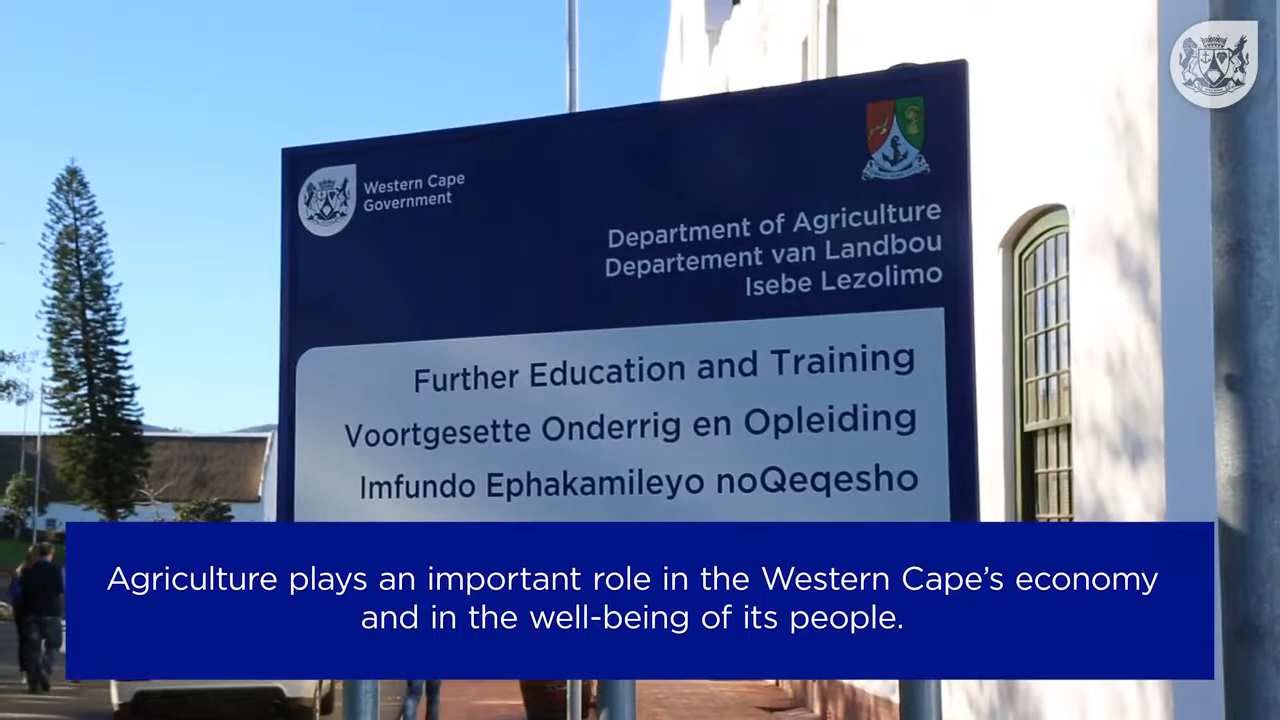 Western Cape
Government
Department of Agriculture
Departement van Landbou
Isebe Lezolimo
Further Education and Training
Voortgesette Onderrig en Opleiding
Imfundo Ephakamileyo noQeqesho
Agriculture plays an important role in the Western Cape’s economy
and in the well-being of its people.